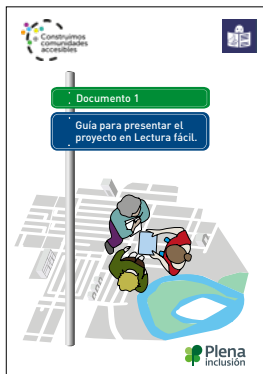 Construimos
comunidades
accesibles
Documento 1
Guía para presentar el
proyecto en Lectura fácil.
Plena
inclusión